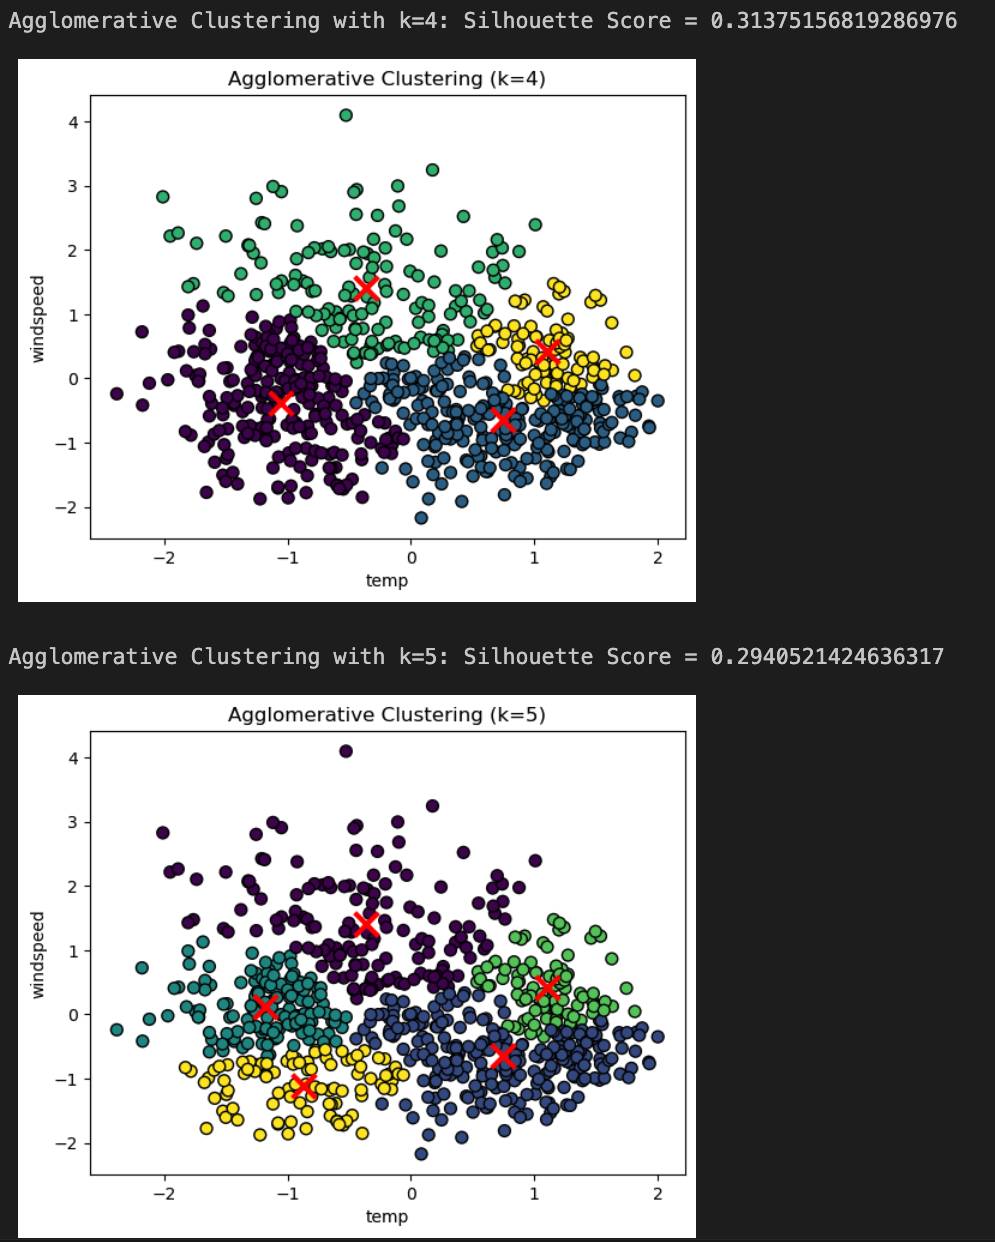 Agglomerative Clustering with k=4: Silhouette Score = 0.31375156819286976
Agglomerative Clustering (k=4)
4
3
2
1
0
−1
−2
windspeed
−2 −1 0 1 2
temp
Agglomerative Clustering with k=5: Silhouette Score = 0.2940521424636317
Agglomerative Clustering (k=5)
4
3
2
1
0
−1
−2
windspeed
−2 −1 0 1 2
temp